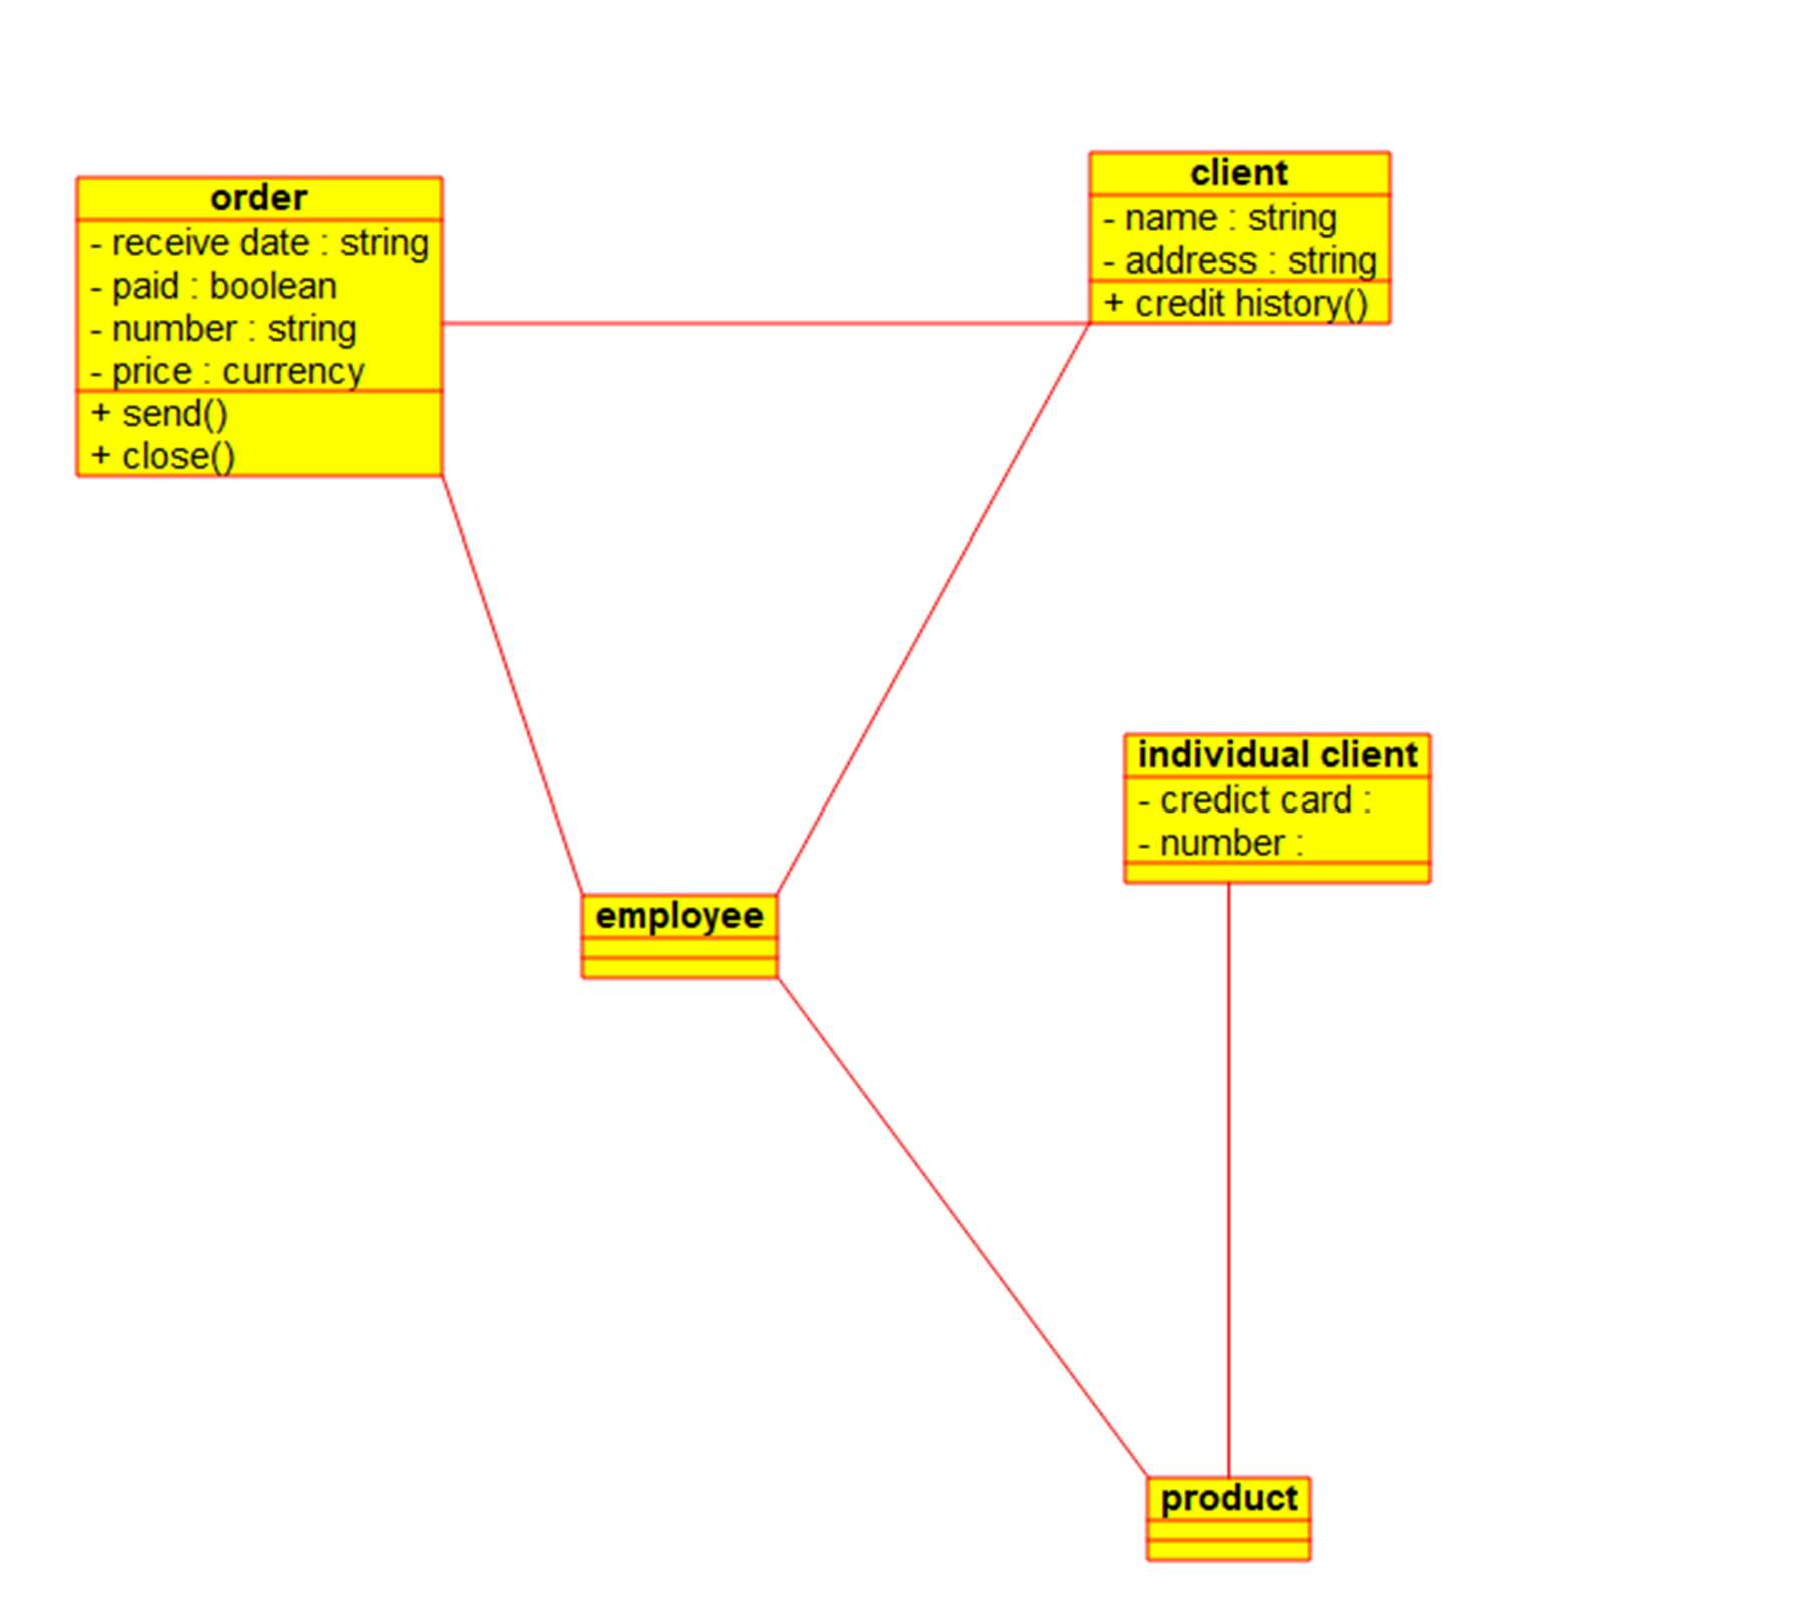 order
- receive date : string
- paid : boolean
- number : string
- price : currency
+ send()
+ close()
client
- name : string
- address : string
+ credit history()
individual client
- credict card :
- number :
employee
product